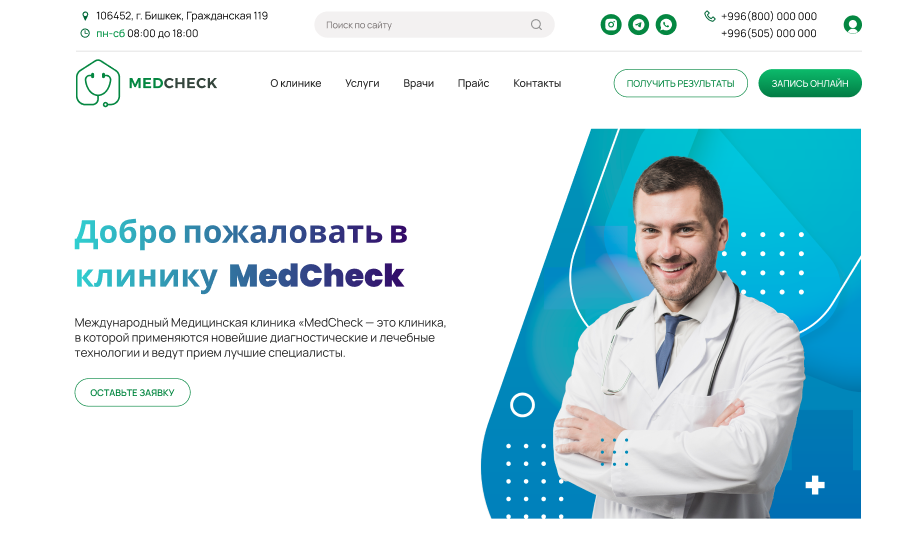 106452, г. Бишкек, Гражданская 119
пн-сб 08:00 до 18:00
Поиск по сайту
+996(800) 000 000
+996(505) 000 000
MEDCHECK
О клинике Услуги Врачи Прайс Контакты
ПОЛУЧИТЬ РЕЗУЛЬТАТЫ
ЗАПИСЬ ОНЛАЙН
Добро пожаловать в
клинику MedCheck
Международный Медицинская клиника «MedCheck — это клиника,
в которой применяются новейшие диагностические и лечебные
технологии и ведут прием лучшие специалисты.
ОСТАВЬТЕ ЗАЯВКУ